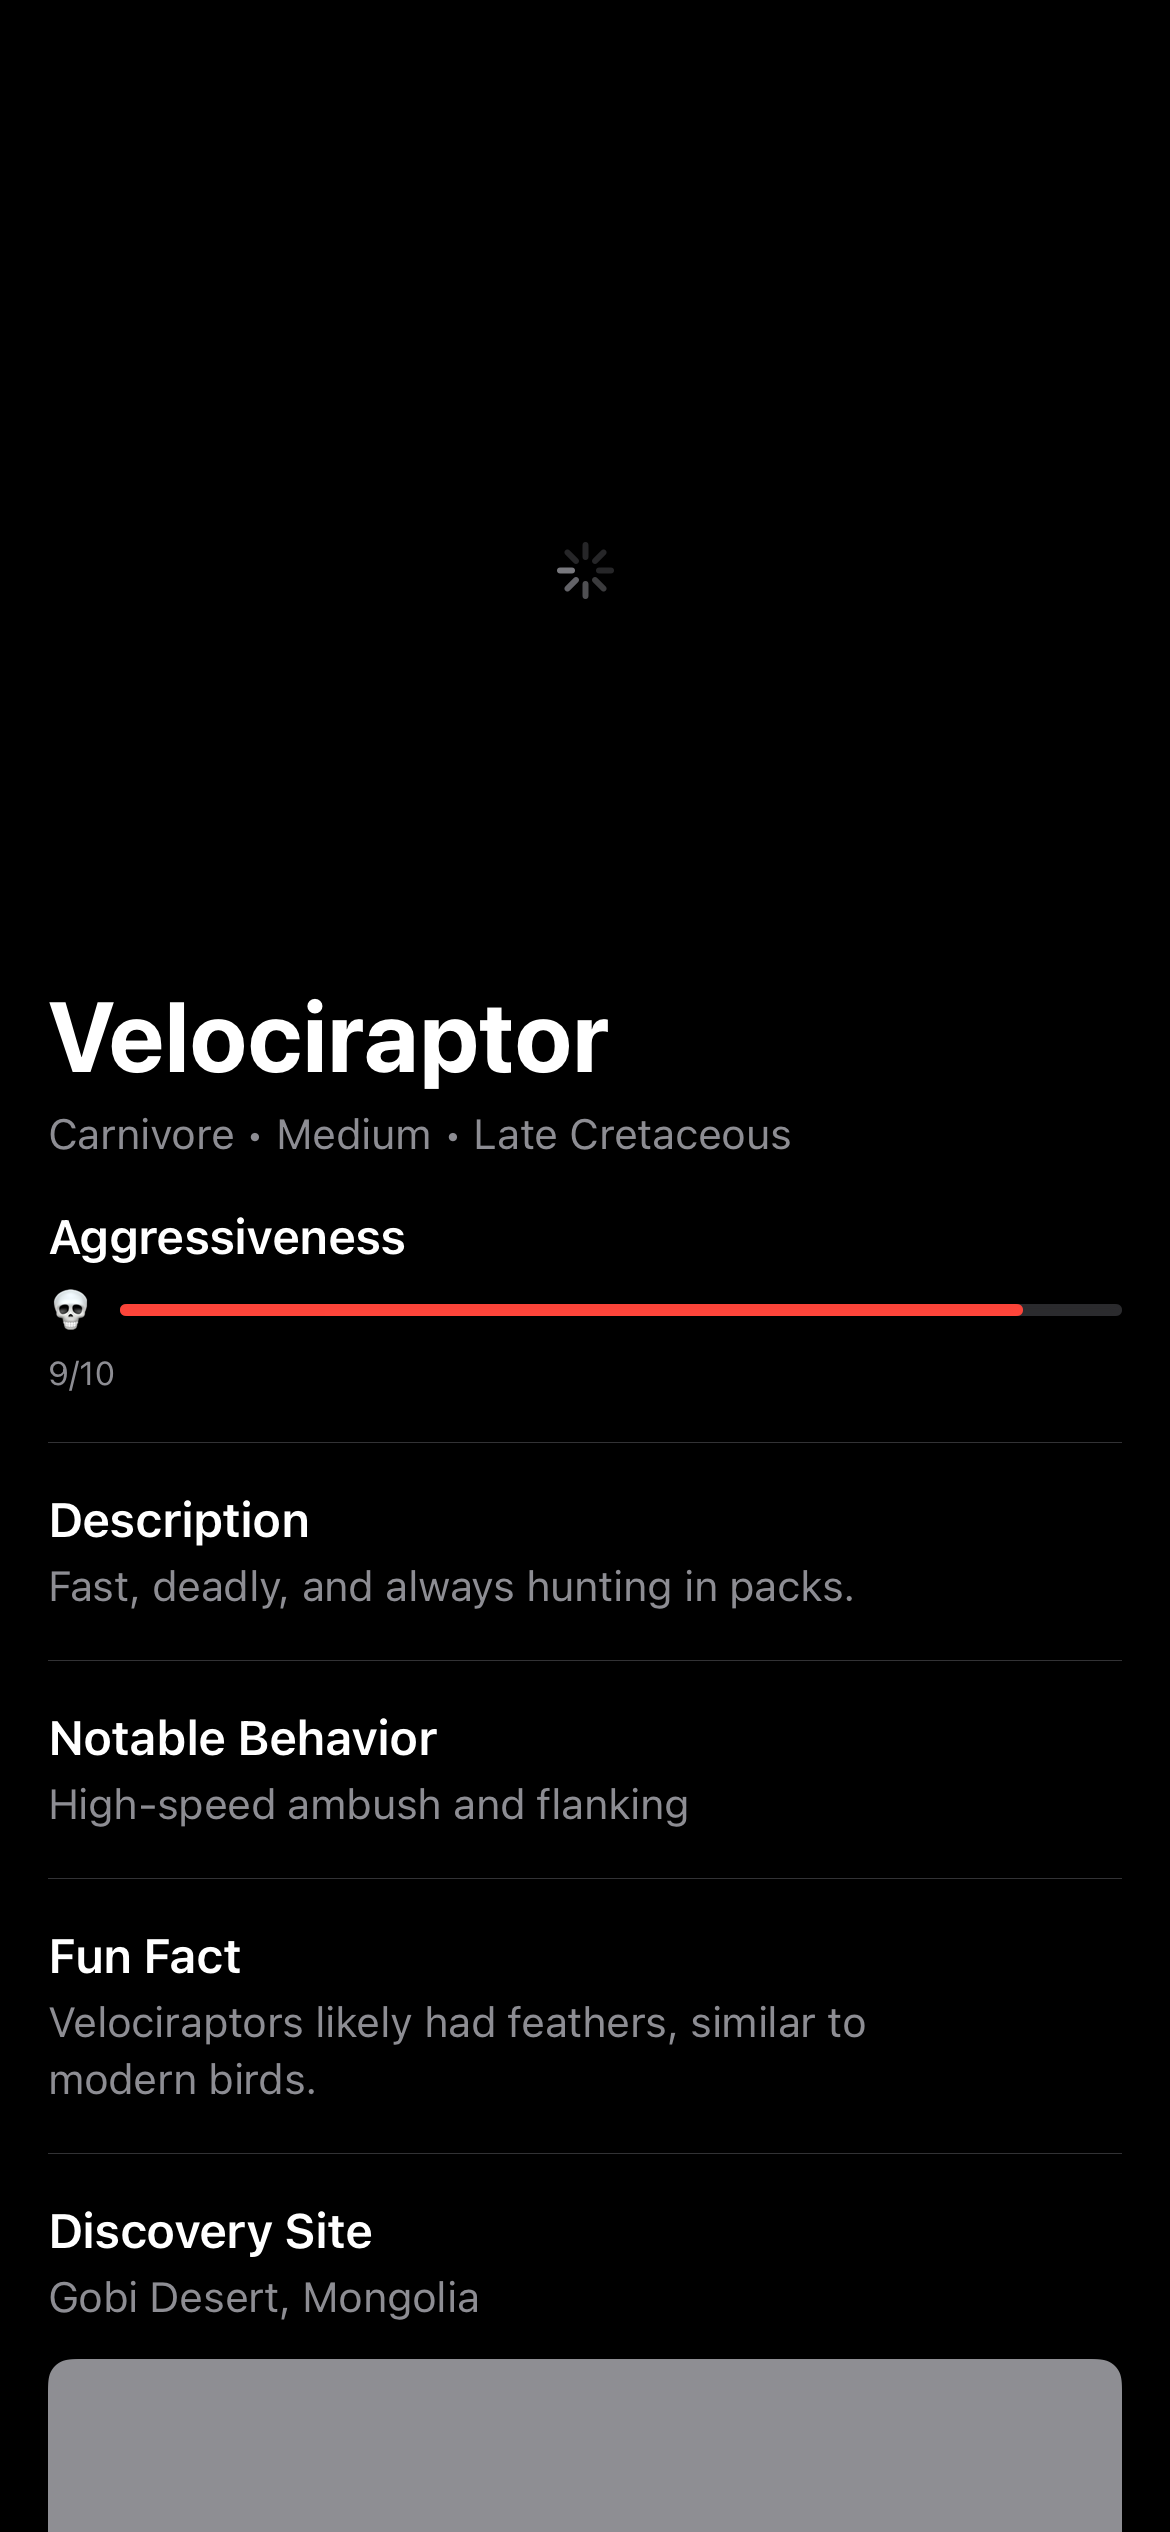 Velociraptor
Carnivore • Medium • Late Cretaceous
Aggressiveness
9/10
Description
Fast, deadly, and always hunting in packs.
Notable Behavior
High-speed ambush and flanking
Fun Fact
Velociraptors likely had feathers, similar to
modern birds.
Discovery Site
Gobi Desert, Mongolia